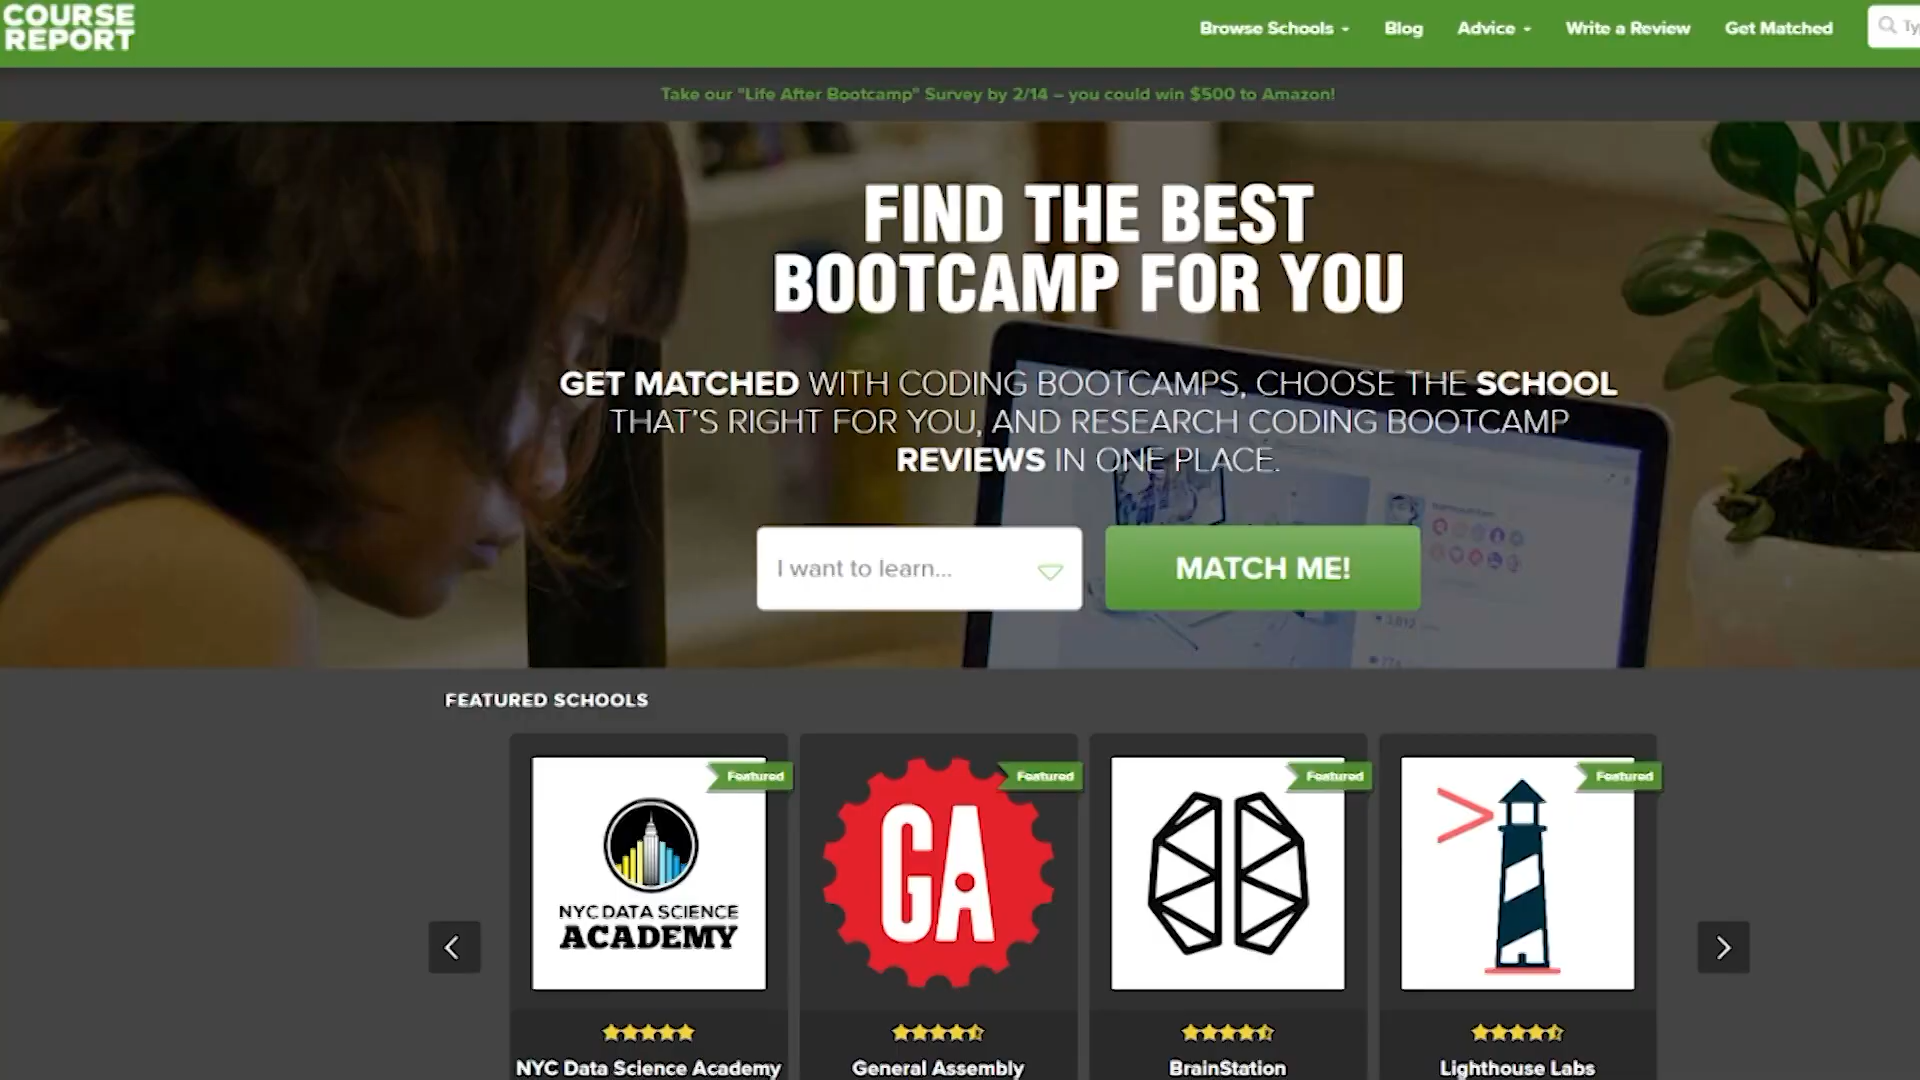 COURSE
REPORT
Browse Schools
Blog
Advice
Write a Review
Get Matched
Take our "Life After Bootcamp" Survey by 2/14 – you could win $500 to Amazon!
FIND THE BEST
BOOTCAMP FOR YOU
GET MATCHED WITH CODING BOOTCAMPS, CHOOSE THE SCHOOL
THAT'S RIGHT FOR YOU, AND RESEARCH CODING BOOTCAMP
REVIEWS IN ONE PLACE.
I want to learn...
MATCH ME!
FEATURED SCHOOLS
Featured
Featured
Featured
Featured
NYC DATA SCIENCE
ACADEMY
GA
NYC Data Science Academy
General Assembly
BrainStation
Lighthouse Labs